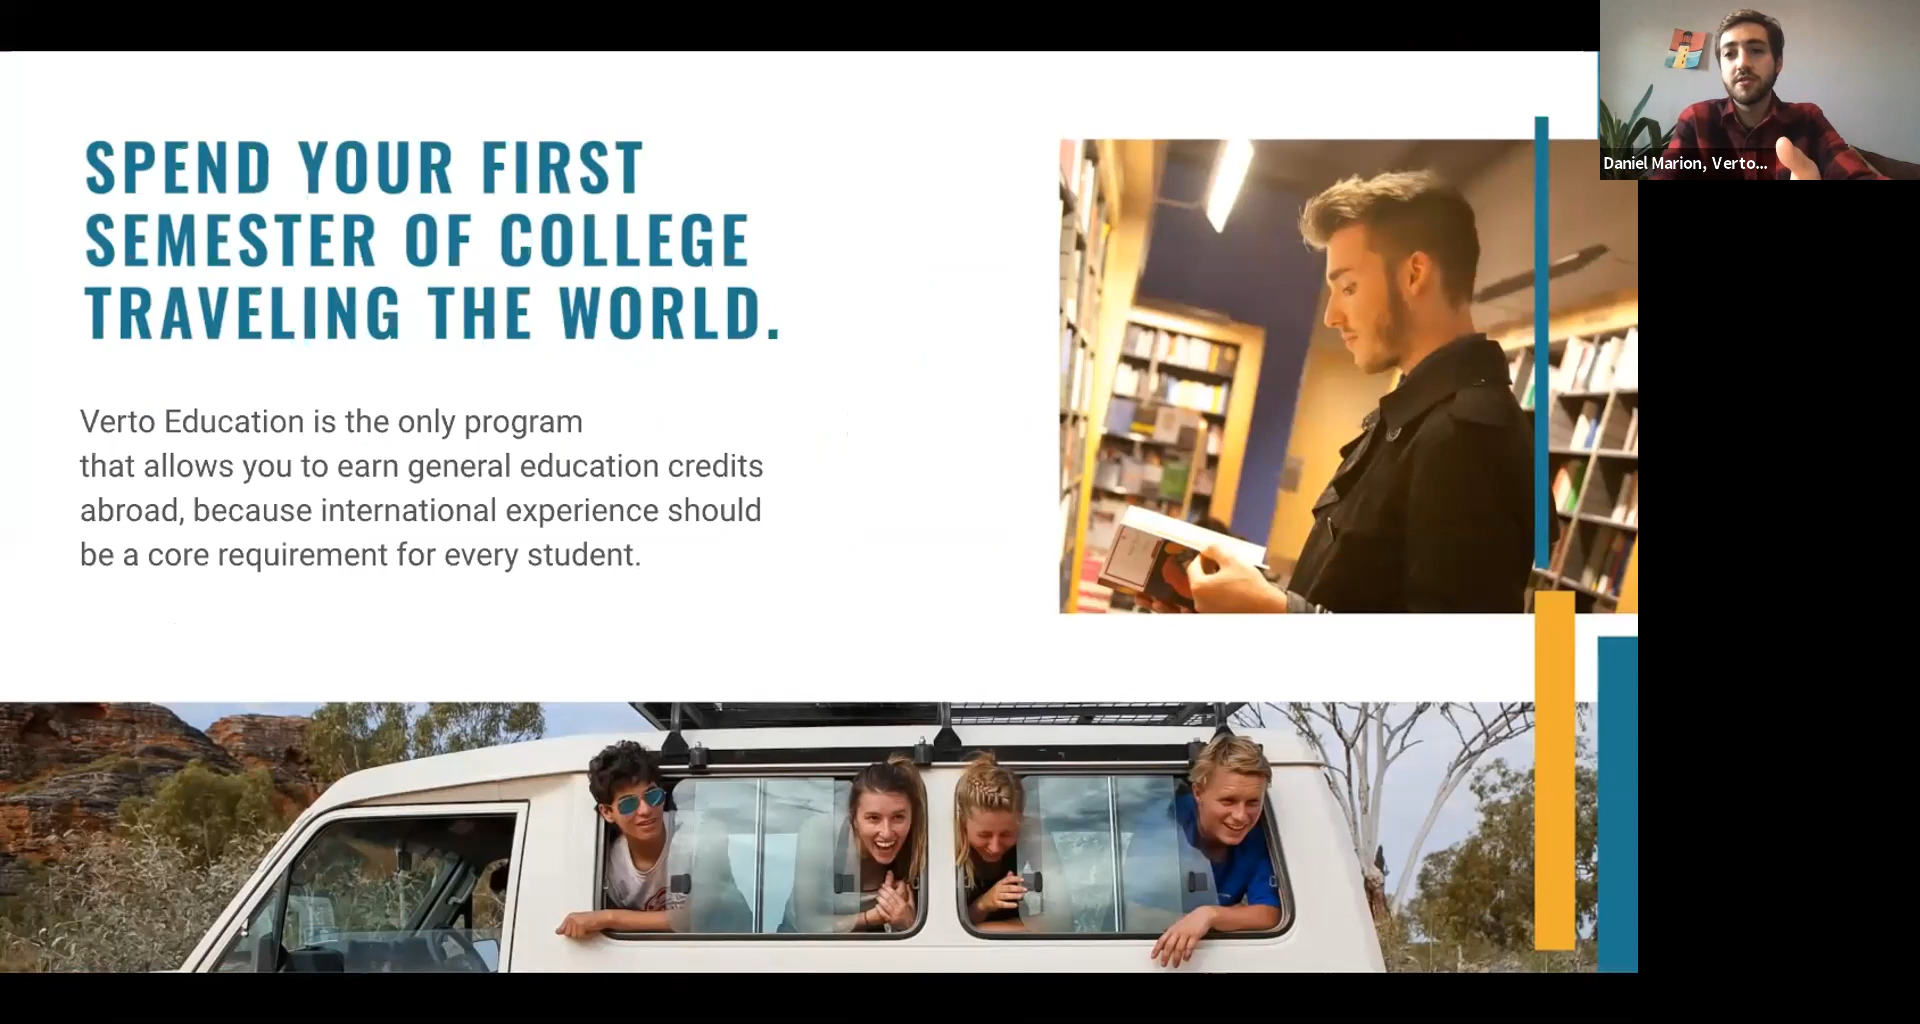 SPEND YOUR FIRST
SEMESTER OF COLLEGE
TRAVELING THE WORLD.
Verto Education is the only program
that allows you to earn general education credits
abroad, because international experience should
be a core requirement for every student.
Daniel Marion, Verto...